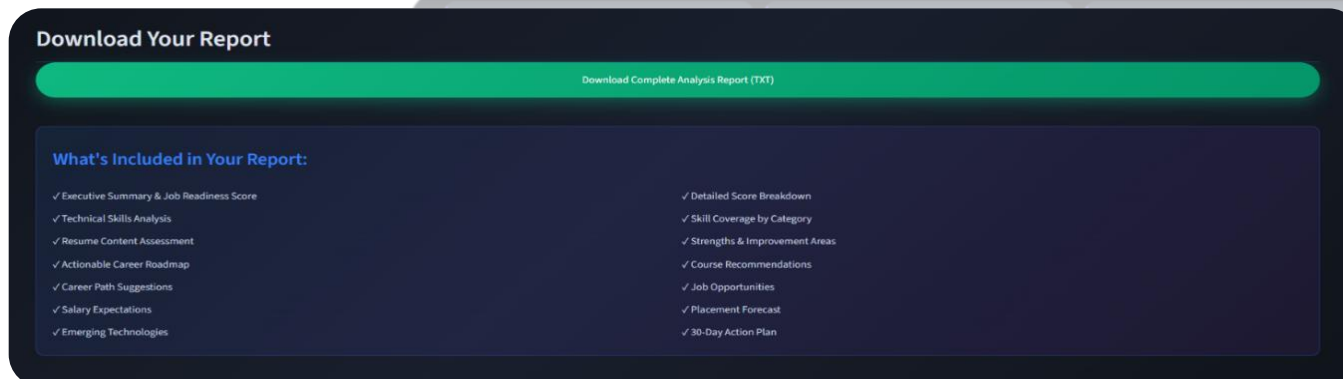 Download Your Report
Download Complete Analysis Report (TXT)
What's Included in Your Report:
✓ Executive Summary & Job Readiness Score
✓ Technical Skills Analysis
✓ Resume Content Assessment
✓ Actionable Career Roadmap
✓ Career Path Suggestions
✓ Salary Expectations
✓ Emerging Technologies
✓ Detailed Score Breakdown
✓ Skill Coverage by Category
✓ Strengths & Improvement Areas
✓ Course Recommendations
✓ Job Opportunities
✓ Placement Forecast
✓ 30-Day Action Plan